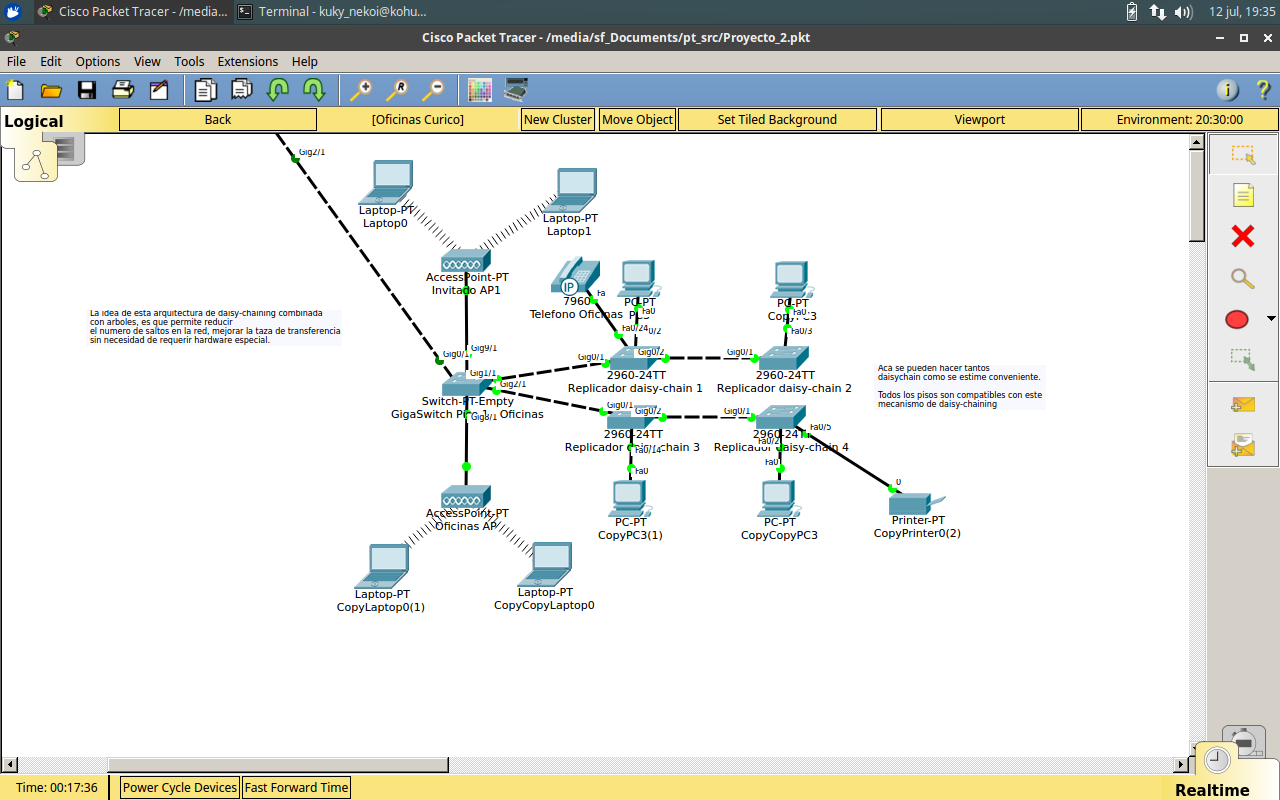 Cisco Packet Tracer - /media...
Terminal - kuky_nekoi@kohu...
12 jul, 19:35
Cisco Packet Tracer - /media/sf_Documents/pt_src/Proyecto_2.pkt
File Edit Options View Tools Extensions Help
Logical
Back
[Oficinas Curico]
New Cluster
Move Object
Set Tiled Background
Viewport
Environment: 20:30:00
Gig2/1
Laptop-PT
Laptop0
Laptop-PT
Laptop1
AccessPoint-PT
Invitado AP1
IP
7960
Telefono Oficinas
Fa
PC-PT
Fa0
Fa0/24
0/2
PC-PT
Fa0/3
La idea de esta arquitectura de daisy-chaining combinada
con arboles, es que permite reducir
el numero de saltos en la red, mejorar la taza de transferencia
sin necesidad de requerir hardware especial.
Gig0/1
Gig9/1
Gig1/1
Gig2/1
Gig8/1
Switch-PT-Empty
GigaSwitch
Oficinas
Gig0/1
Gig0/2
2960-24TT
Replicador daisy-chain 1
Gig0/1
2960-24TT
Replicador daisy-chain 2
Acá se pueden hacer tantos
daisychain como se estime conveniente.
Todos los pisos son compatibles con este
mecanismo de daisy-chaining
Gig0/1
Gig0/2
2960-24TT
Replicador daisy-chain 3
Fa0/14
Fa0
Gig0/1
2960-24TT
Replicador daisy-chain 4
Fa0/2
Fa0
Fa0/5
0
AccessPoint-PT
Oficinas AP
PC-PT
CopyPC3(1)
PC-PT
CopyCopyPC3
Printer-PT
CopyPrinter0(2)
Laptop-PT
CopyLaptop0(1)
Laptop-PT
CopyCopyLaptop0
Time: 00:17:36
Power Cycle Devices
Fast Forward Time
Realtime